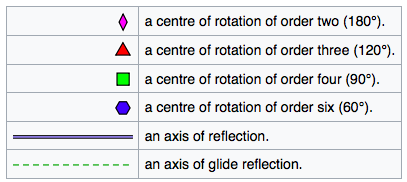 a centre of rotation of order two (180°).
a centre of rotation of order three (120°).
a centre of rotation of order four (90°).
a centre of rotation of order six (60°).
an axis of reflection.
an axis of glide reflection.